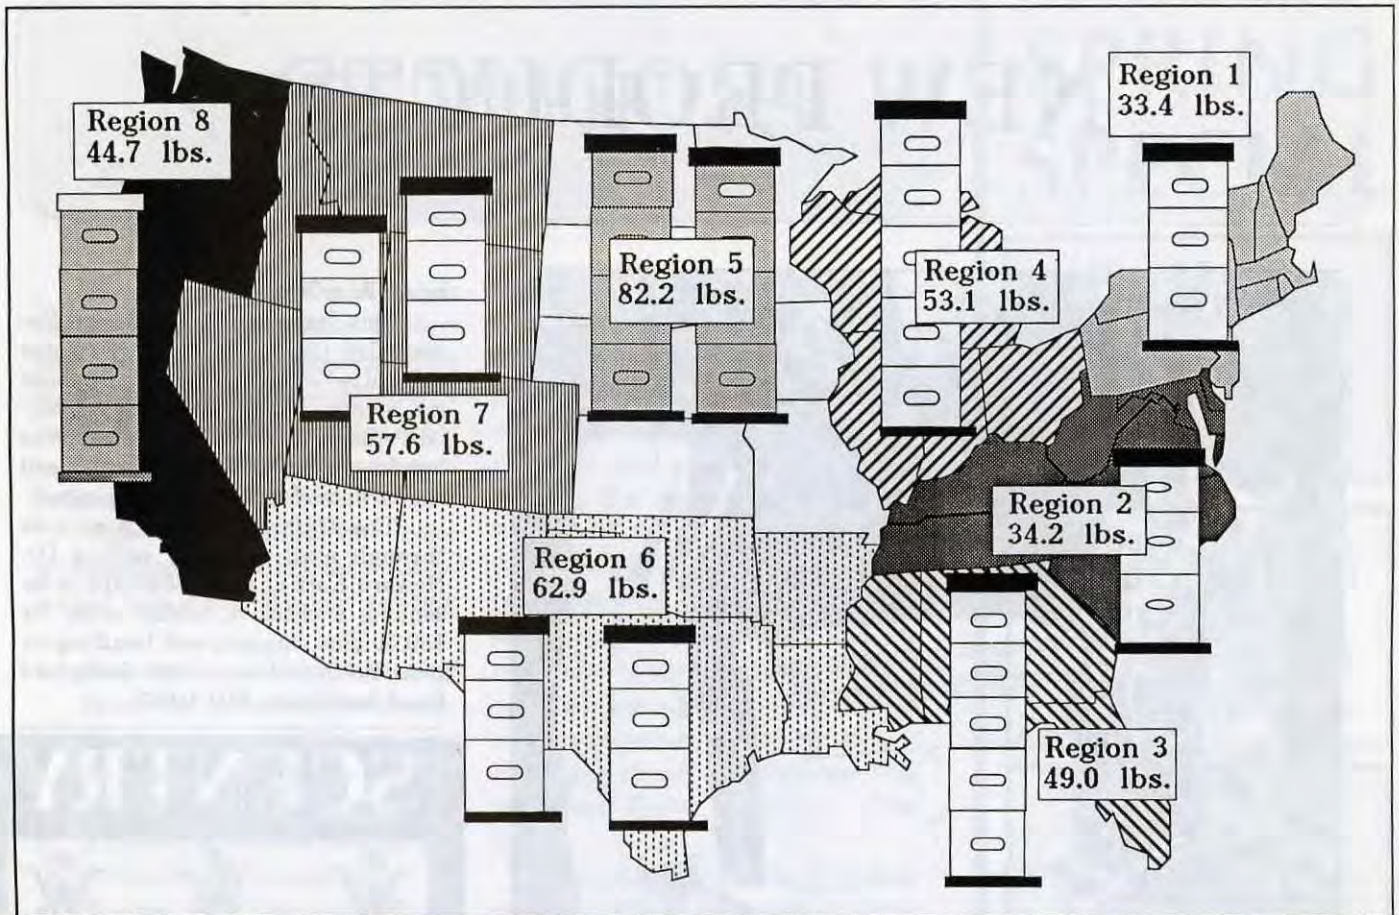 Region 1
33.4 lbs.
Region 8
44.7 lbs.
Region 5
82.2 lbs.
Region 4
53.1 lbs.
Region 7
57.6 lbs.
Region 2
34.2 lbs.
Region 6
62.9 lbs.
Region 3
49.0 lbs.